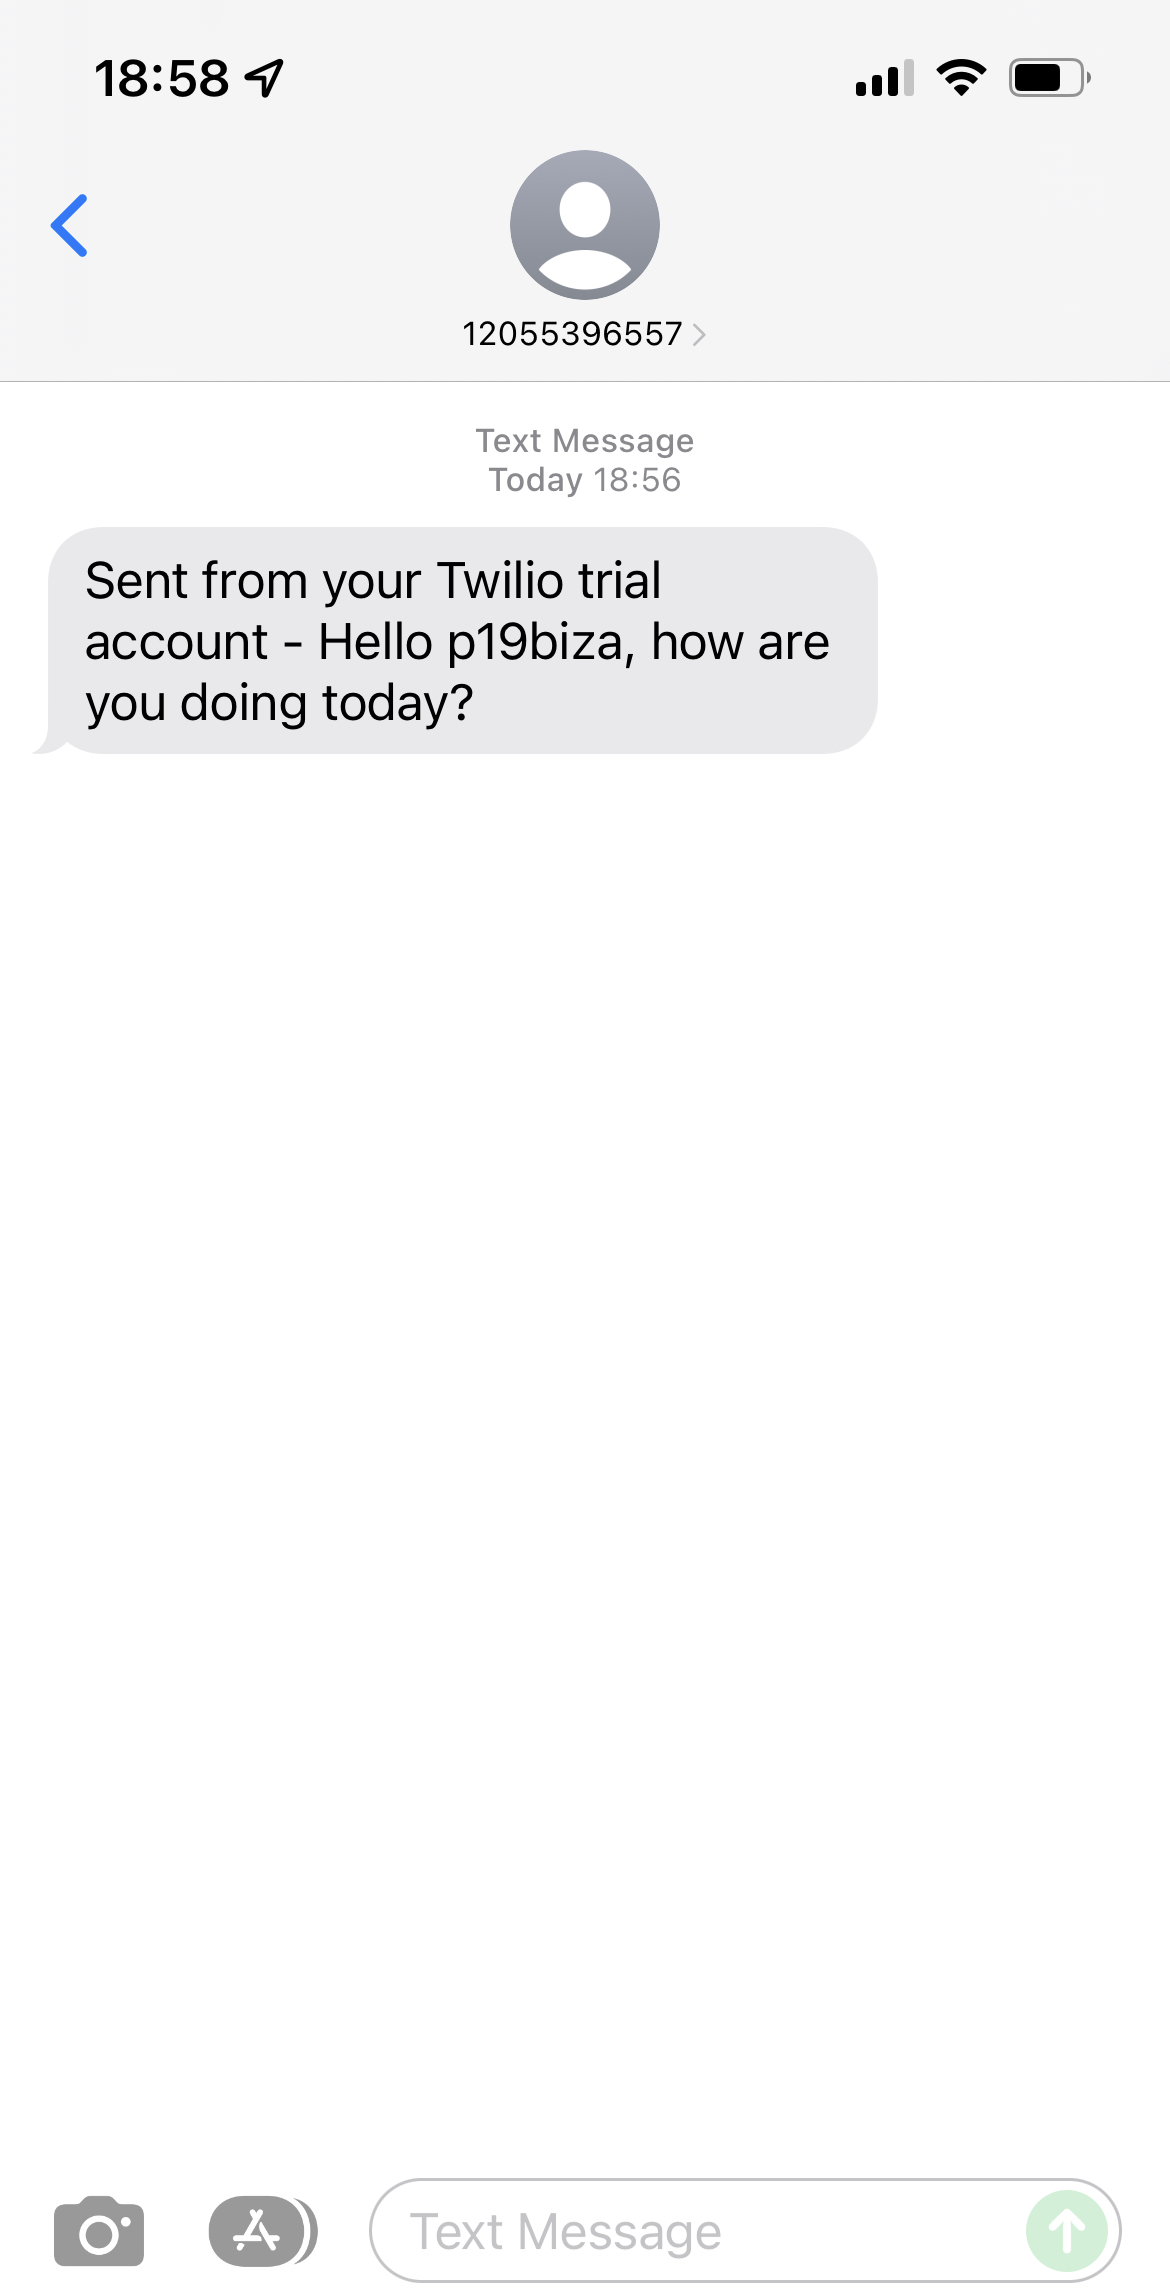 18:58
12055396557
Text Message
Today 18:56
Sent from your Twilio trial
account - Hello p19biza, how are
you doing today?
Text Message